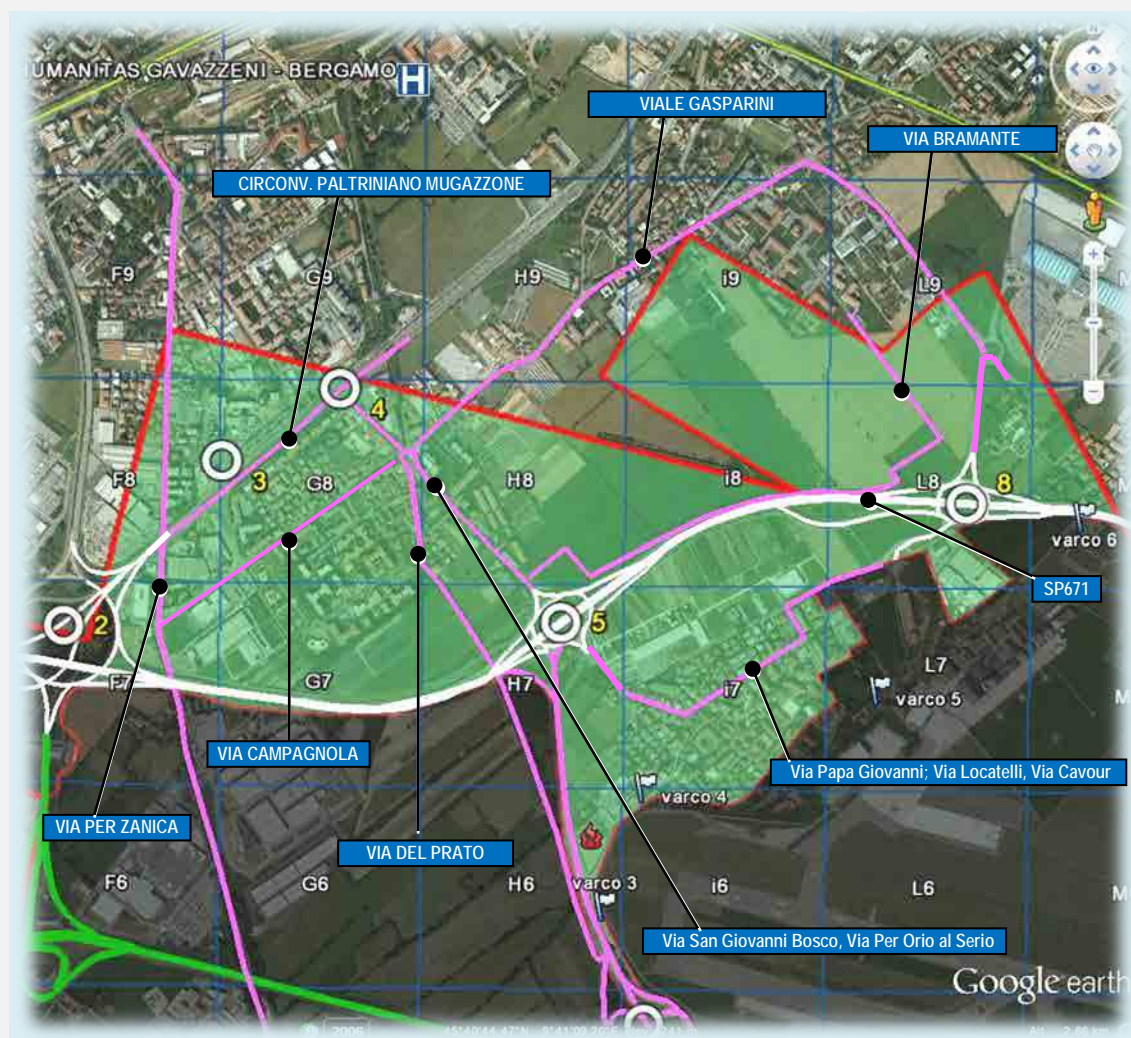 HUMANITAS GAVAZZENI - BERGAMO H
VIALE GASPARINI
VIA BRAMANTE
CIRCONV. PALTRINIANO MUGAZZONE
F9
G9
H9
i9
L9
M
4
3
F8
G8
H8
i8
L8
8
M
varco 6
SP671
2
5
F7
G7
H7
i7
L7
M
varco 5
VIA CAMPAGNOLA
Via Papa Giovanni; Via Locatelli, Via Cavour
varco 4
VIA PER ZANICA
VIA DEL PRATO
F6
G6
H6
varco 3
i6
L6
M
Via San Giovanni Bosco, Via Per Orio al Serio
Google earth
2006